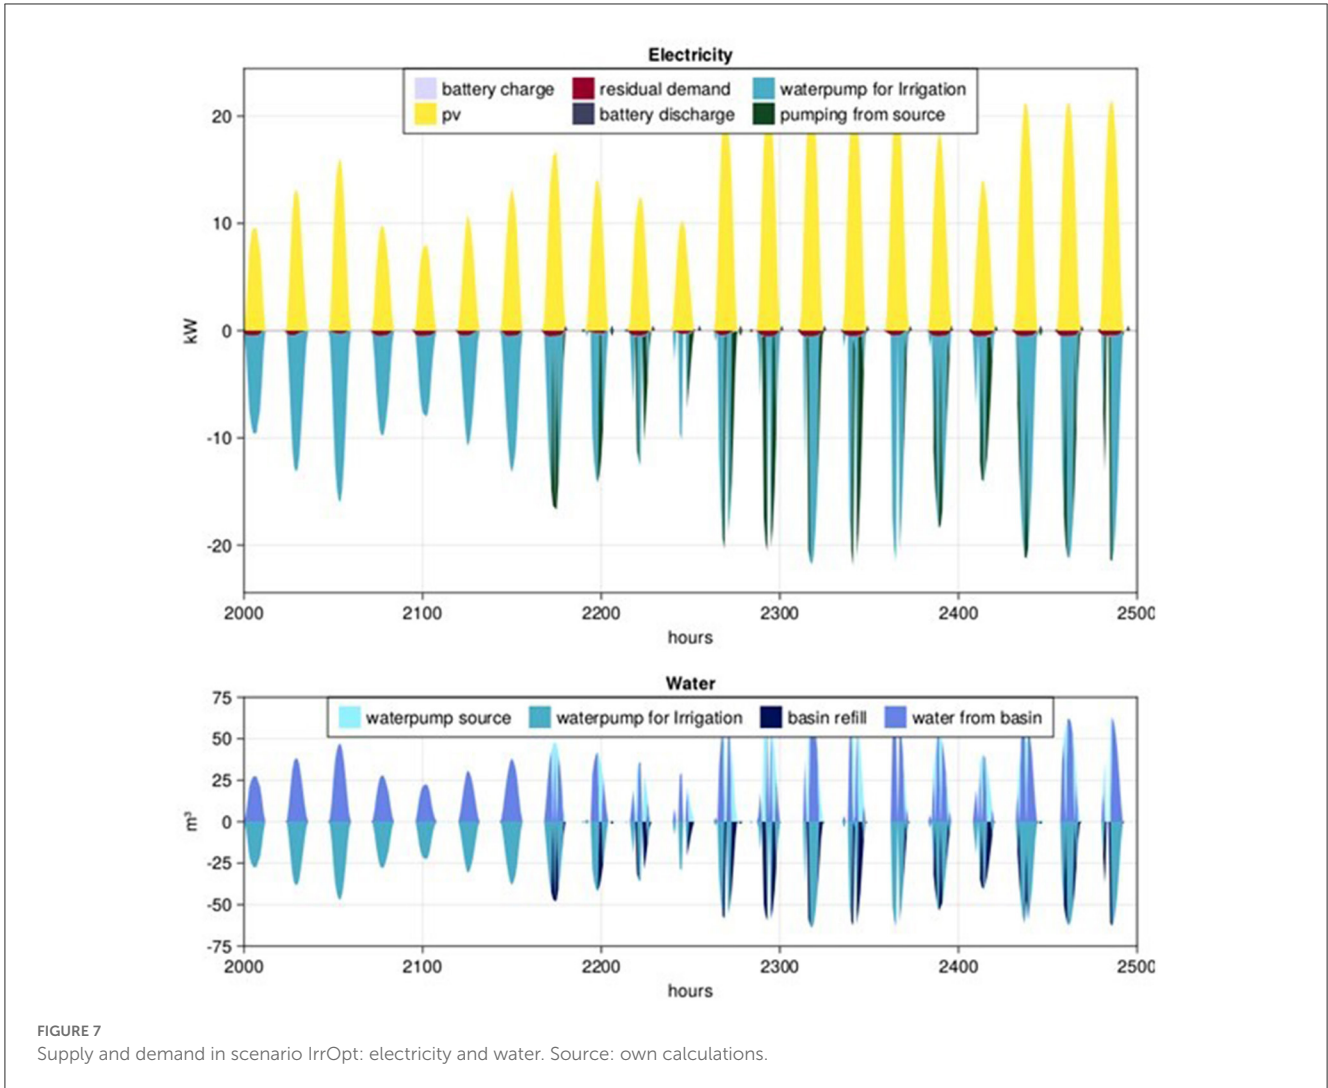 Electricity
battery charge residual demand waterpump for Irrigation
pv battery discharge pumping from source
20
10
0
-10
-20
kW
2000 2100 2200 2300 2400 2500
hours
Water
waterpump source waterpump for Irrigation basin refill water from basin
75
50
25
0
-25
-50
-75
m³
2000 2100 2200 2300 2400 2500
hours
FIGURE 7
Supply and demand in scenario IrrOpt: electricity and water. Source: own calculations.